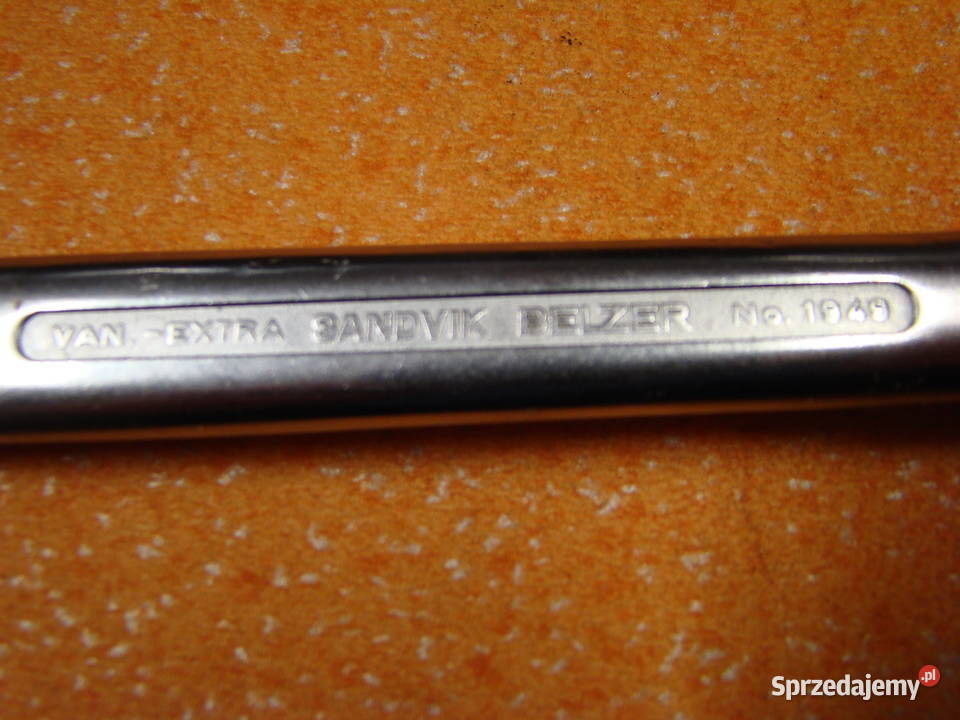 VAN.-EXTRA SANDVIK BELZER No. 1949
Sprzedajemy.pl